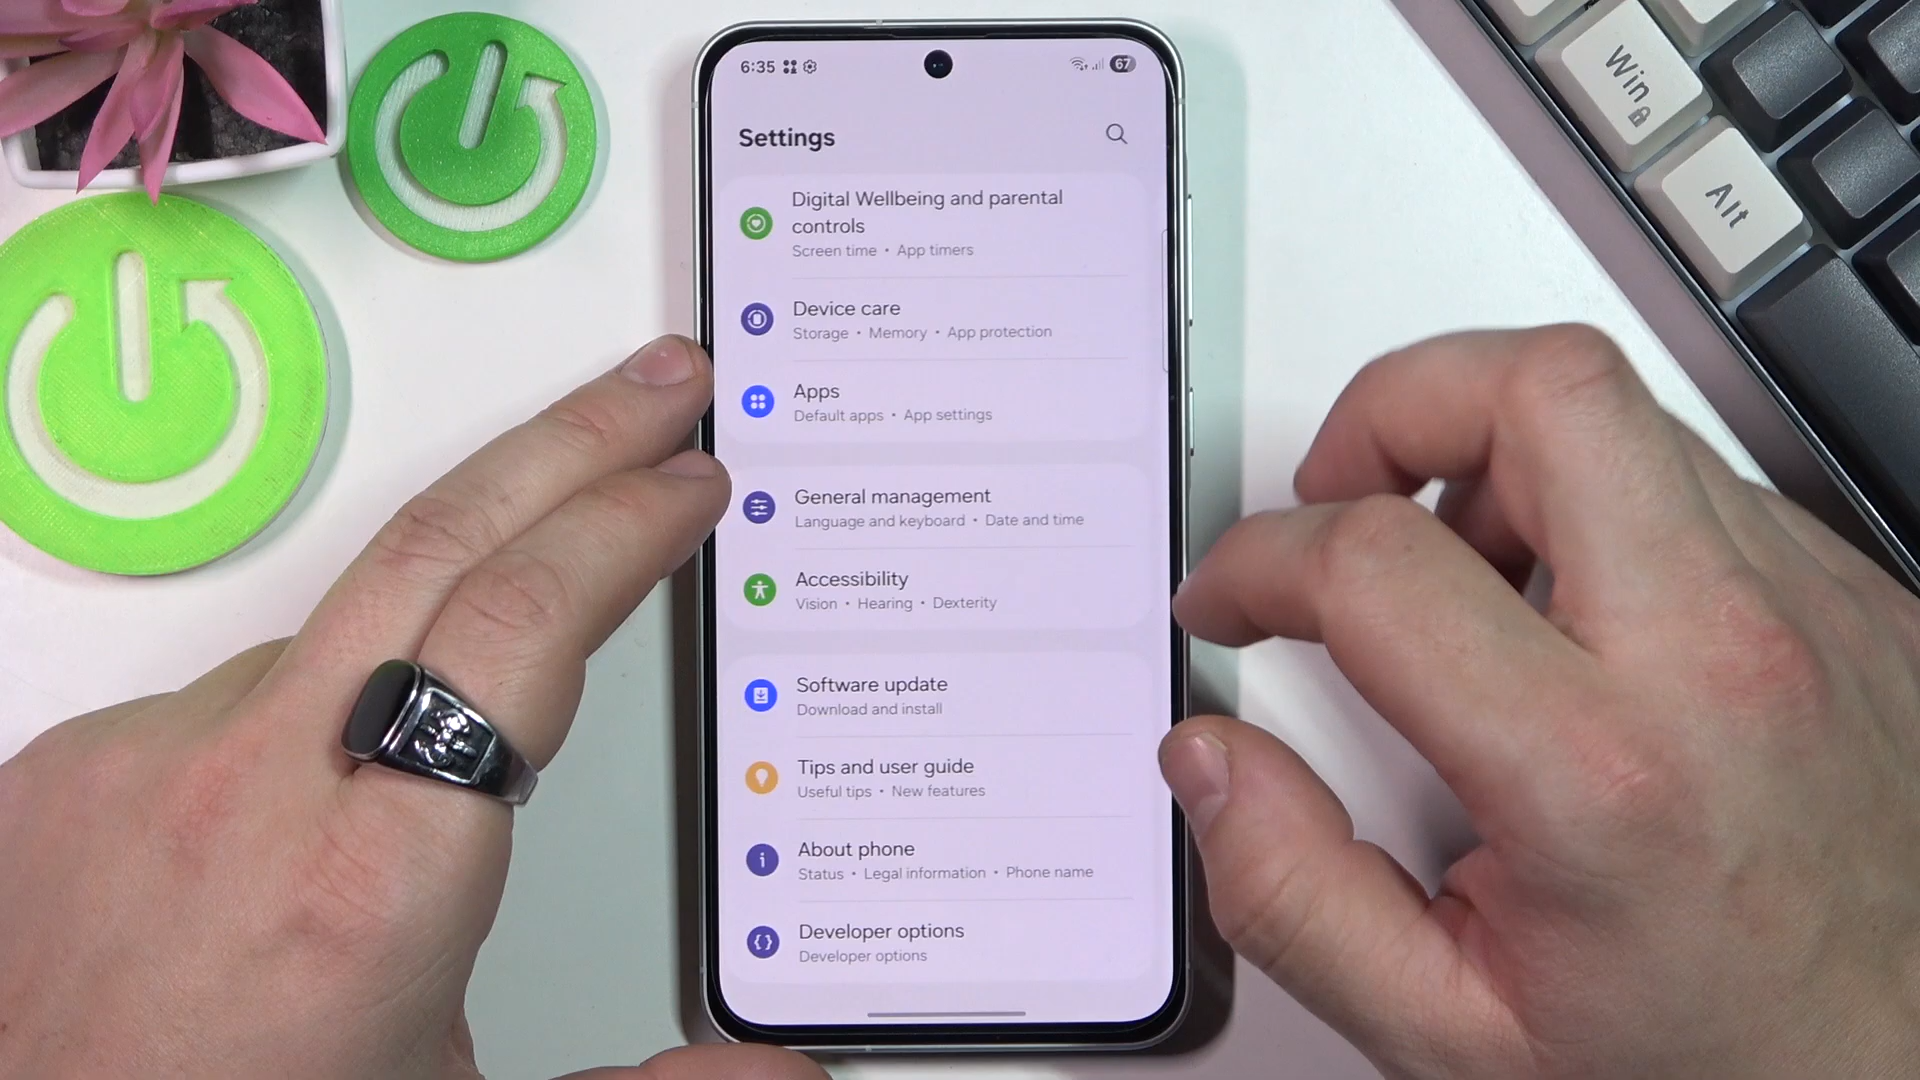 6:35
67
Settings
Digital Wellbeing and parental
controls
Screen time • App timers
Device care
Storage • Memory • App protection
Apps
Default apps • App settings
General management
Language and keyboard • Date and time
Accessibility
Vision • Hearing • Dexterity
Software update
Download and install
Tips and user guide
Useful tips • New features
About phone
Status • Legal information • Phone name
Developer options
Developer options
Win
Alt